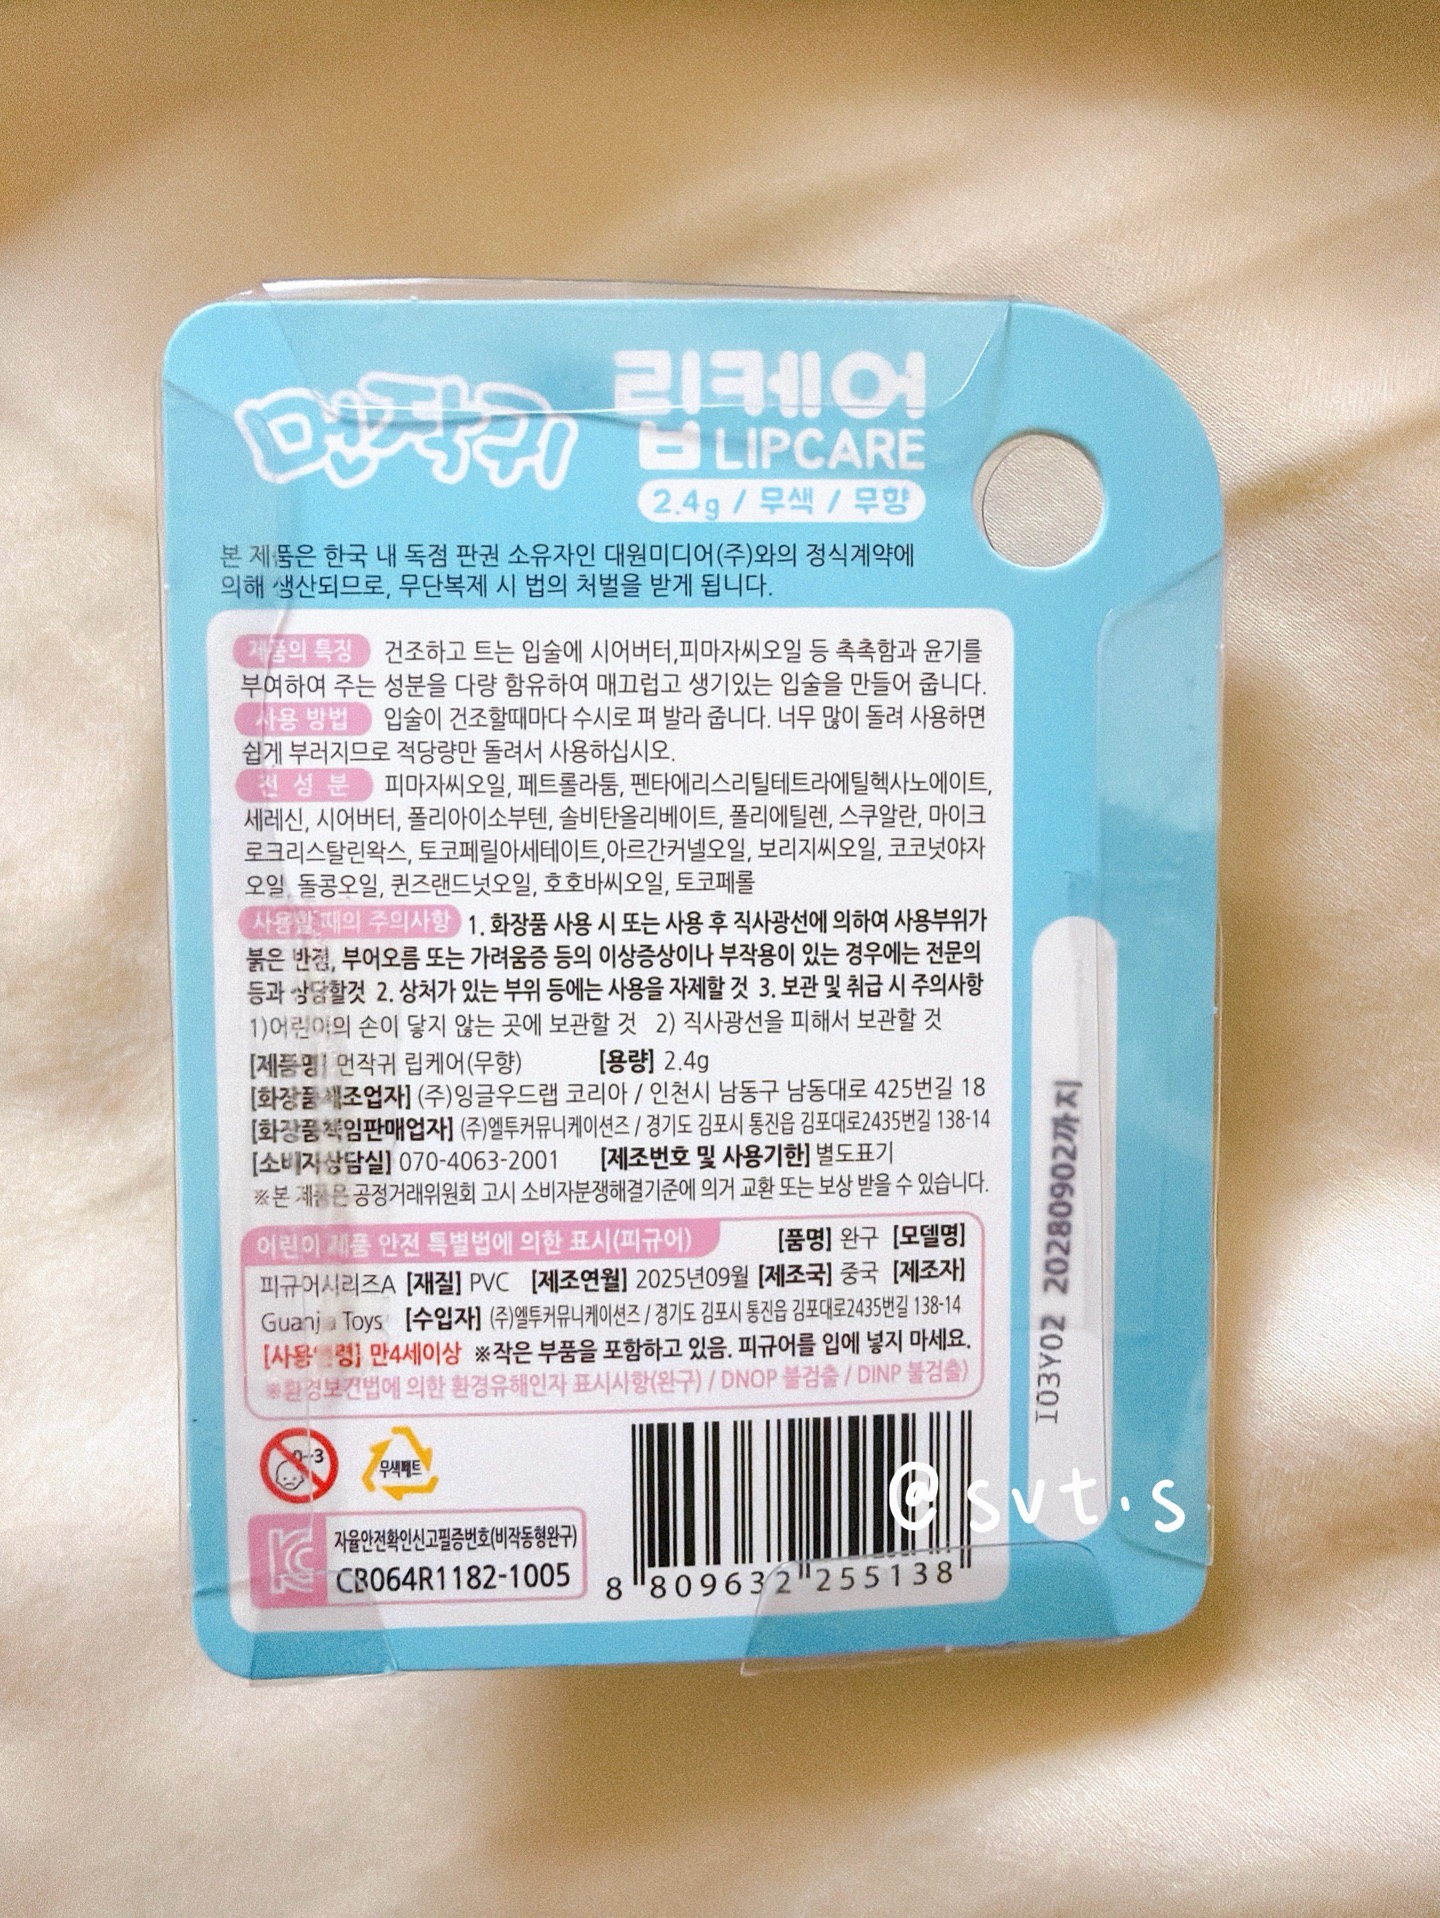 먼작귀
립케어
LIPCARE
2.4g / 무색 / 무향
본 제품은 한국 내 독점 판권 소유자인 대원미디어(주)와의 정식계약에
의해 생산되므로, 무단복제 시 법의 처벌을 받게 됩니다.
제품의 특징 건조하고 트는 입술에 시어버터,피마자씨오일 등 촉촉함과 윤기를
부여하여 주는 성분을 다량 함유하여 매끄럽고 생기있는 입술을 만들어 줍니다.
사용 방법 입술이 건조할때마다 수시로 펴 발라 줍니다. 너무 많이 돌려 사용하면
쉽게 부러지므로 적당량만 돌려서 사용하십시오.
전 성 분 피마자씨오일, 페트롤라툼, 펜타에리스리틸테트라에틸헥사노에이트,
세레신, 시어버터, 폴리아이소부텐, 솔비탄올리베이트, 폴리에틸렌, 스쿠알란, 마이크
로크리스탈린왁스, 토코페릴아세테이트,아르간커넬오일, 보리지씨오일, 코코넛야자
오일, 돌콩오일, 퀸즈랜드넛오일, 호호바씨오일, 토코페롤
사용할 때의 주의사항 1. 화장품 사용 시 또는 사용 후 직사광선에 의하여 사용부위가
붉은 반점, 부어오름 또는 가려움증 등의 이상증상이나 부작용이 있는 경우에는 전문의
등과 상담할것 2. 상처가 있는 부위 등에는 사용을 자제할 것 3. 보관 및 취급 시 주의사항
1)어린이의 손이 닿지 않는 곳에 보관할 것 2) 직사광선을 피해서 보관할 것
[제품명] 먼작귀 립케어(무향) [용량] 2.4g
[화장품제조업자] (주)잉글우드랩 코리아 / 인천시 남동구 남동대로 425번길 18
[화장품책임판매업자] (주)엘투커뮤니케이션즈 / 경기도 김포시 통진읍 김포대로2435번길 138-14
[소비자상담실] 070-4063-2001 [제조번호 및 사용기한] 별도표기
※본 제품은 공정거래위원회 고시 소비자분쟁해결기준에 의거 교환 또는 보상 받을 수 있습니다.
어린이 제품 안전 특별법에 의한 표시(피규어) [품명] 완구 [모델명]
피규어시리즈A [재질] PVC [제조연월] 2025년09월 [제조국] 중국 [제조자]
Guanjia Toys [수입자] (주)엘투커뮤니케이션즈 / 경기도 김포시 통진읍 김포대로2435번길 138-14
[사용연령] 만4세이상 ※작은 부품을 포함하고 있음. 피규어를 입에 넣지 마세요.
※환경보건법에 의한 환경유해인자 표시사항(완구) / DNOP 불검출 / DINP 불검출)
0-3
무색페트
자율안전확인신고필증번호(비작동형완구)
CB064R1182-1005
8 809632 255138
I03Y02 20280902까지
@svt.s